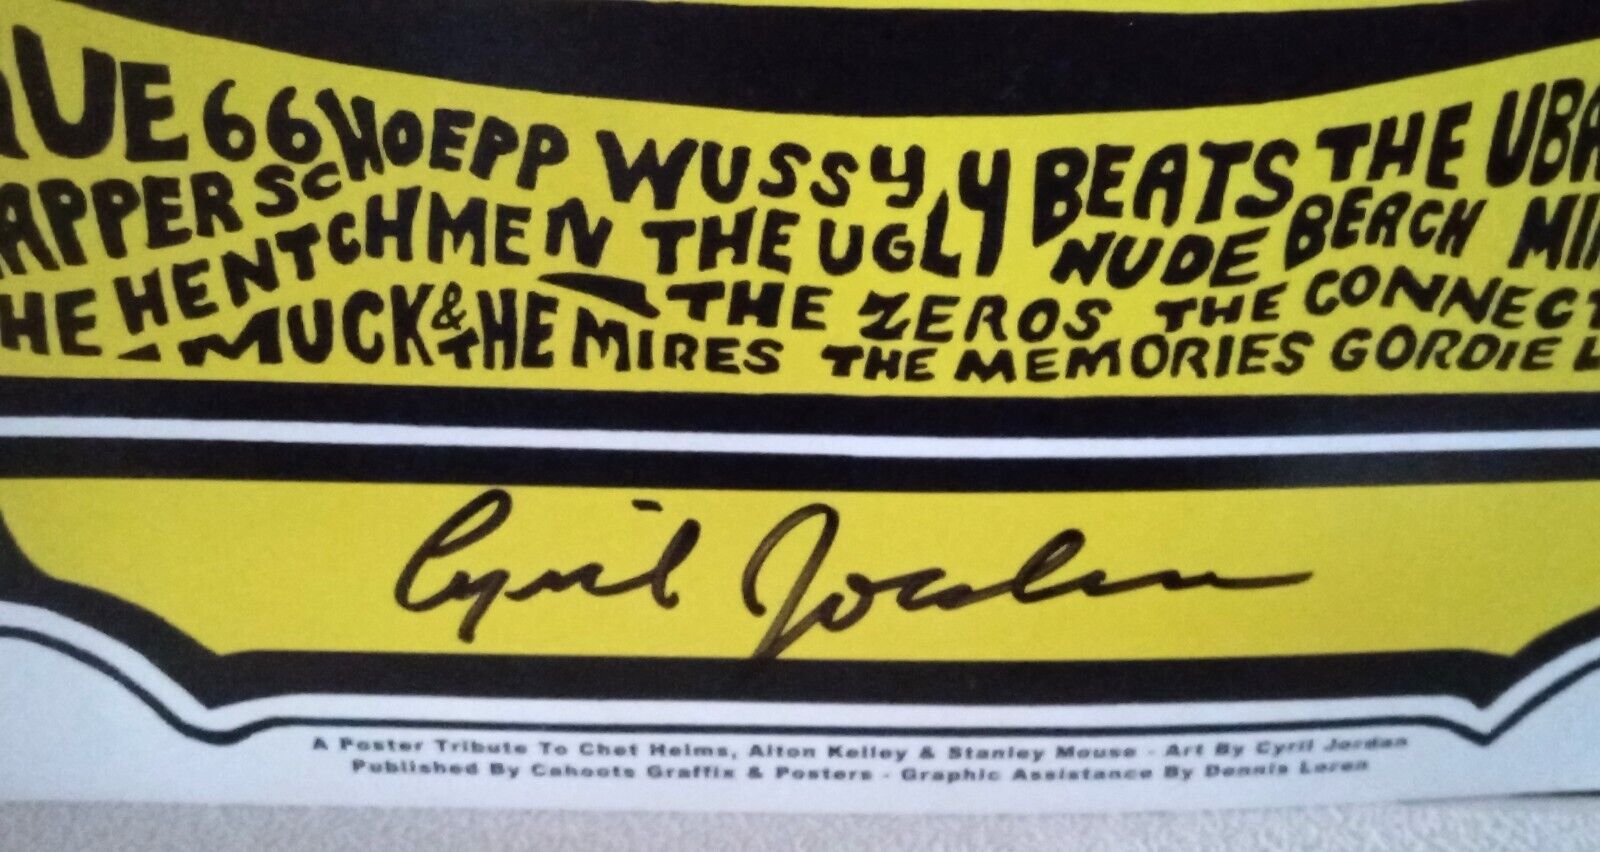 QUE 66 SCHOEPP WUSSY BEATS THE UBA
APPER THE UGLY NUDE BEACH MIN
HE HENTCHMEN THE ZEROS THE CONNECT
MUCK & THE MIRES THE MEMORIES GORDIE L
Cyril Jordan
A Poster Tribute To Chet Helms, Alton Kelley & Stanley Mouse - Art By Cyril Jordan
Published By Cahoots Graffix & Posters - Graphic Assistance By Dennis Loren